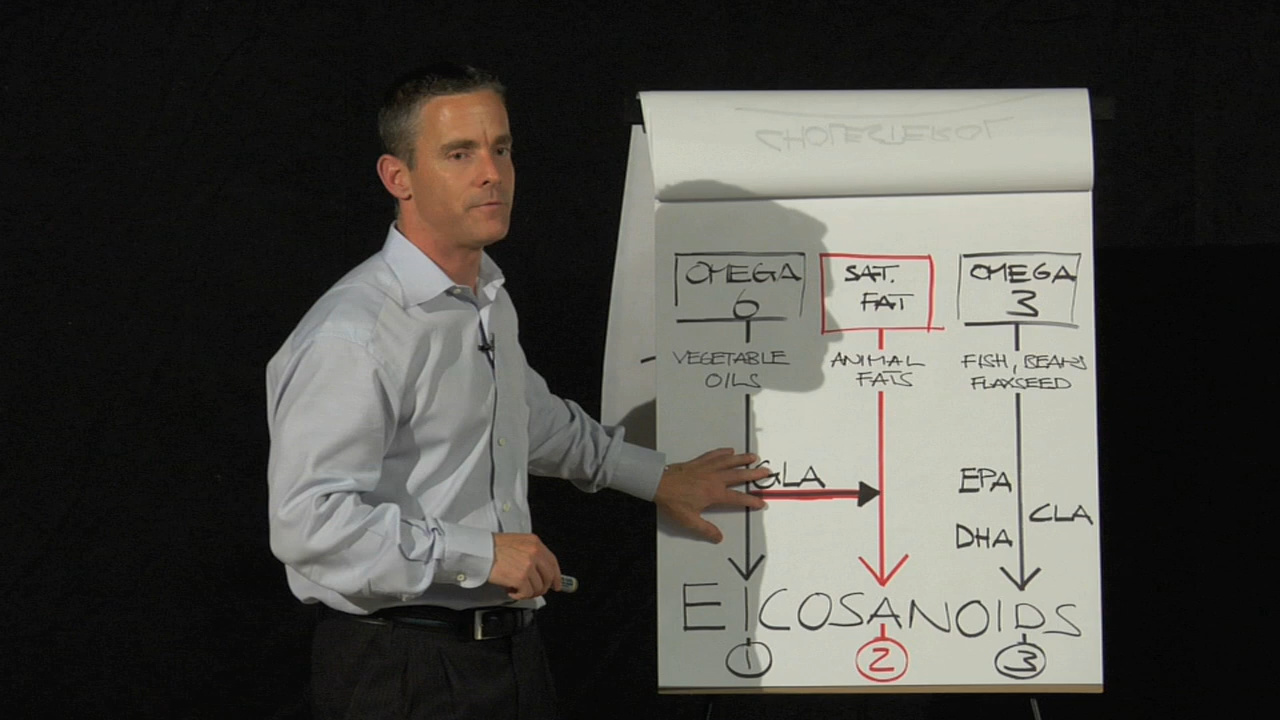 CHOLESTEROL
OMEGA
6
SAT.
FAT
OMEGA
3
VEGETABLE
OILS
ANIMAL
FATS
FISH, BEANS
FLAXSEED
GLA
EPA
CLA
DHA
EICOSANOIDS
1
2
3